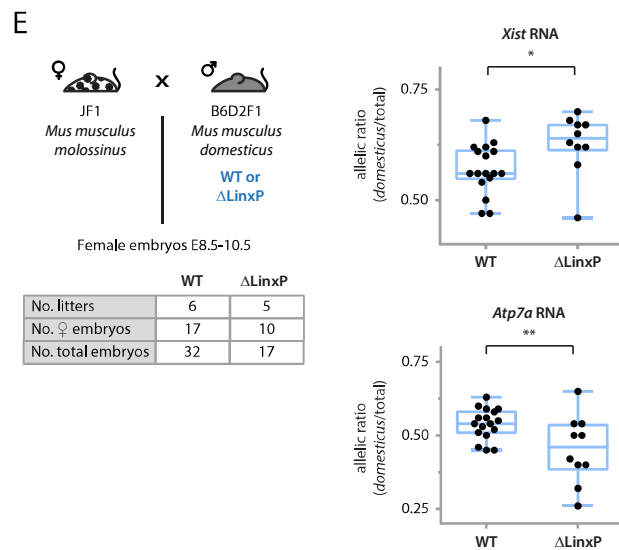 E
♀ x ♂
JF1
Mus musculus
molossinus
B6D2F1
Mus musculus
domesticus
WT or
ΔLinxP
Female embryos E8.5-10.5
WT ΔLinxP
No. litters 6 5
No. ♀ embryos 17 10
No. total embryos 32 17
Xist RNA
*
allelic ratio
(domesticus/total)
0.75
0.50
WT ΔLinxP
Atp7a RNA
**
allelic ratio
(domesticus/total)
0.75
0.50
0.25
WT ΔLinxP